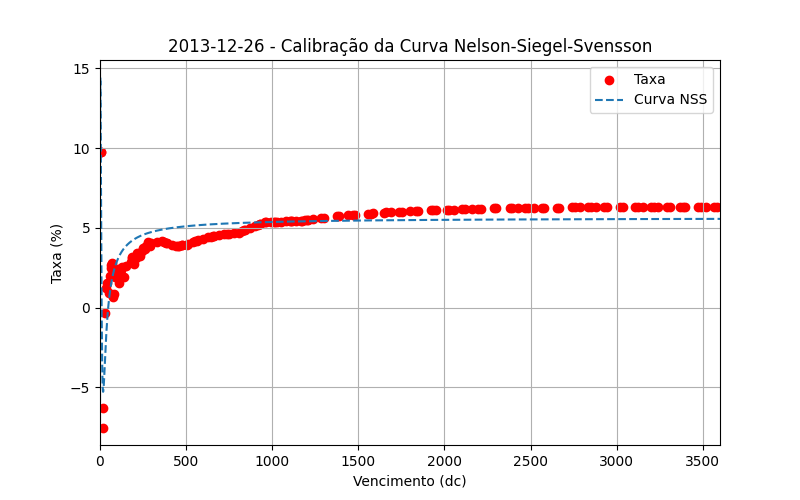 2013-12-26 - Calibração da Curva Nelson-Siegel-Svensson
Taxa
Curva NSS
Taxa (%)
15
10
5
0
−5
0
500
1000
1500
2000
2500
3000
3500
Vencimento (dc)